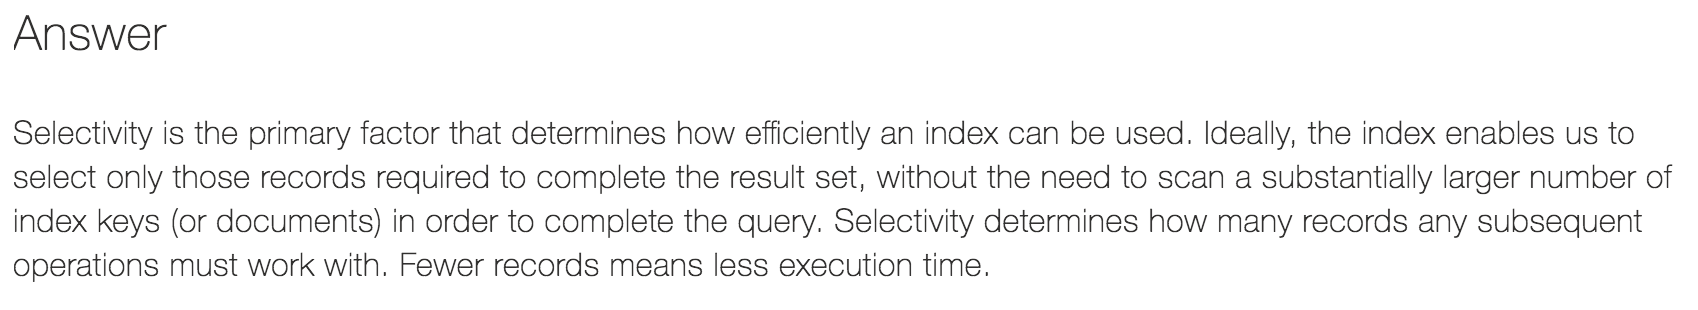 Answer
Selectivity is the primary factor that determines how efficiently an index can be used. Ideally, the index enables us to
select only those records required to complete the result set, without the need to scan a substantially larger number of
index keys (or documents) in order to complete the query. Selectivity determines how many records any subsequent
operations must work with. Fewer records means less execution time.